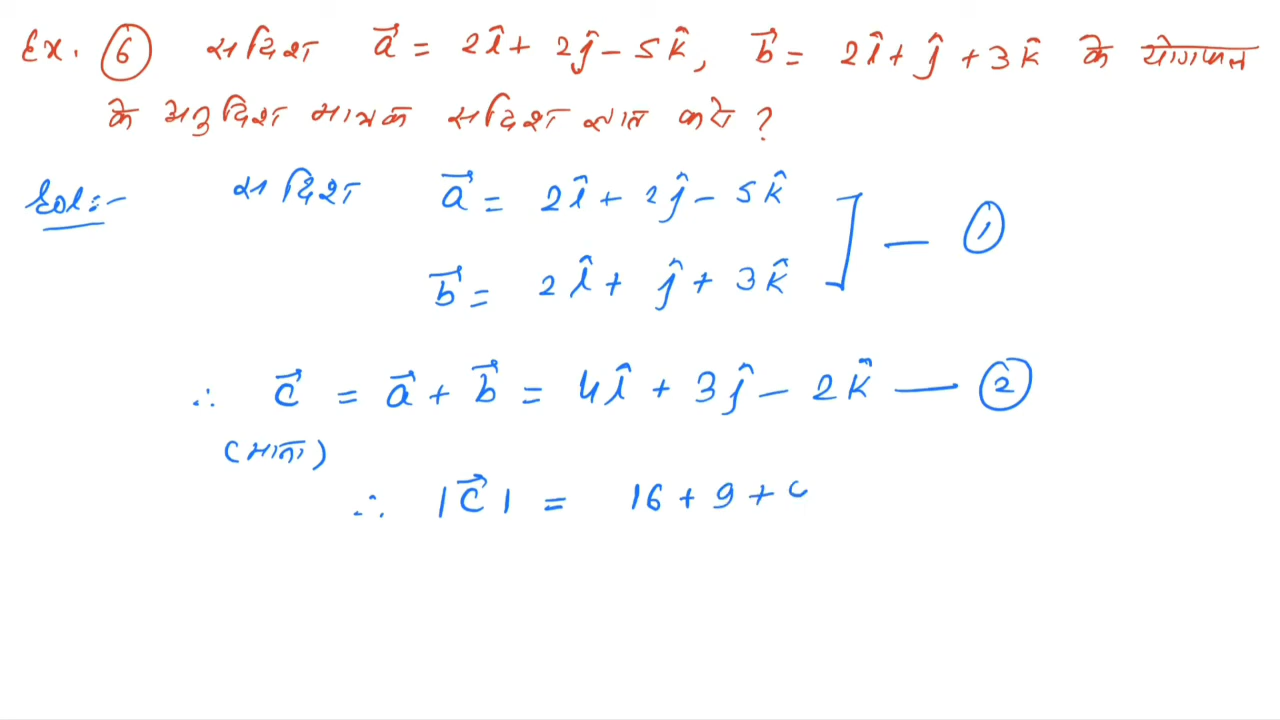 Ex. ⑥ सदिश a⃗ = 2î + 2ĵ - 5k̂, b⃗ = 2î + ĵ + 3k̂ के योगफल
के अनुदिश मात्रक सदिश ज्ञात करो ?
Sol:- सदिश a⃗ = 2î + 2ĵ - 5k̂
b⃗ = 2î + ĵ + 3k̂ ] — ①
∴ c⃗ = a⃗ + b⃗ = 4î + 3ĵ - 2k̂ — ②
(माना)
∴ |c⃗| = 16 + 9 +